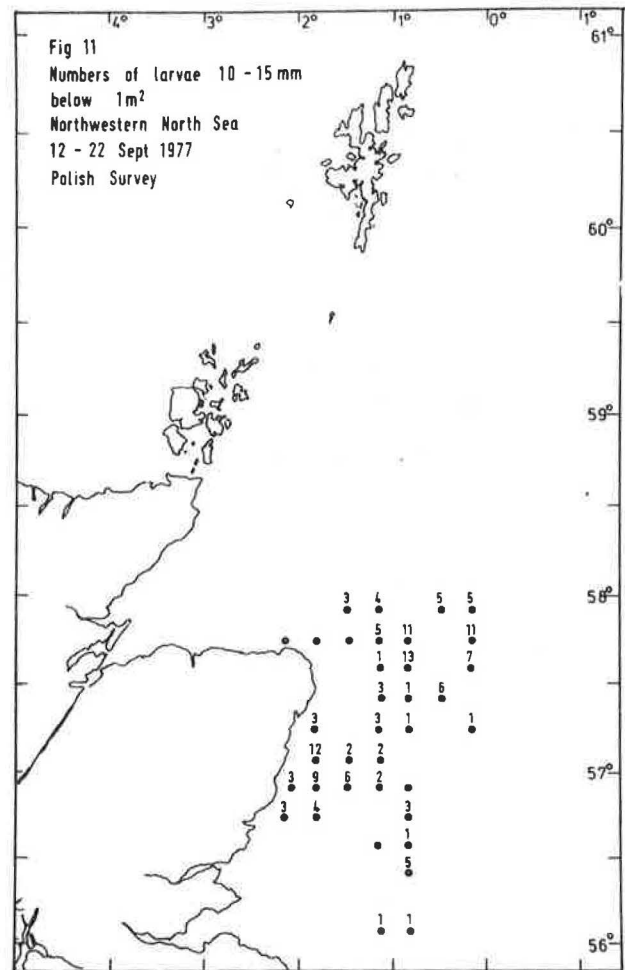 4° 3° 2° 1° 0° 1°
61°
Fig 11
Numbers of larvae 10 - 15 mm
below 1m²
Northwestern North Sea
12 - 22 Sept 1977
Polish Survey
60°
59°
58°
3 4 5 5
5 11 11
1 13 7
3 1 6
3 3 1 1
12 2 2
57°
3 9 6 2
3 4 3
1
5
1 1
56°